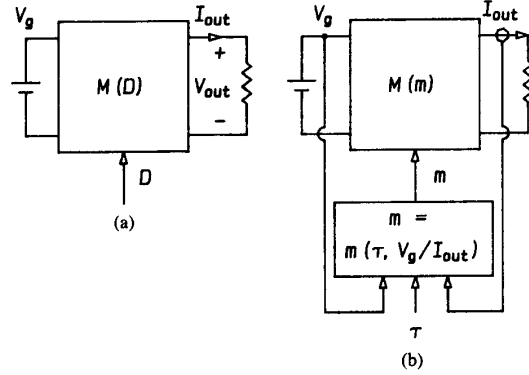 V_g
I_out
M(D)
+
V_out
-
D
(a)
V_g
I_out
M(m)
m
m =
m(τ, V_g/I_out)
τ
(b)